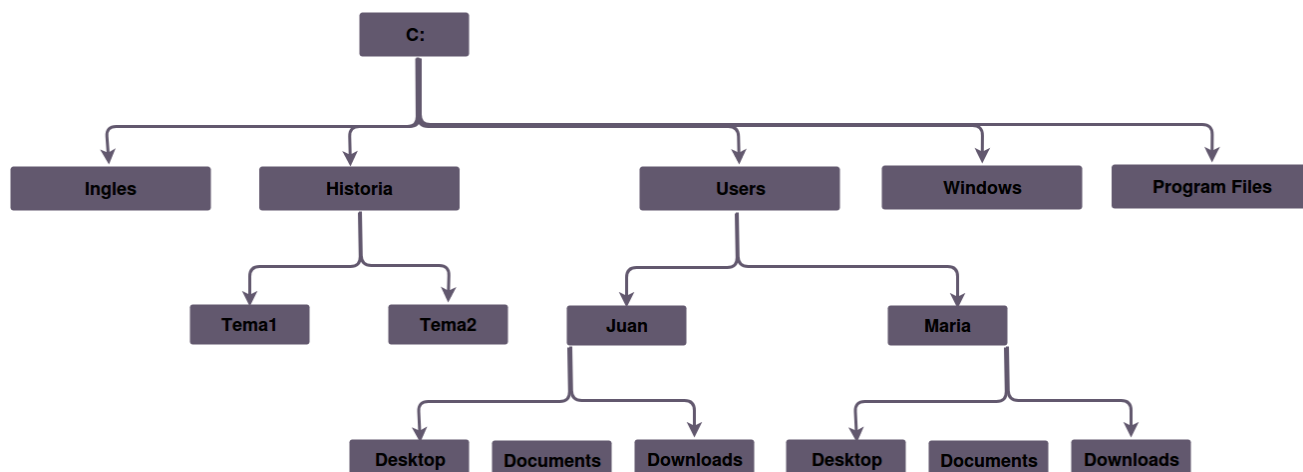 C:
Ingles
Historia
Users
Windows
Program Files
Tema1
Tema2
Juan
Maria
Desktop
Documents
Downloads
Desktop
Documents
Downloads